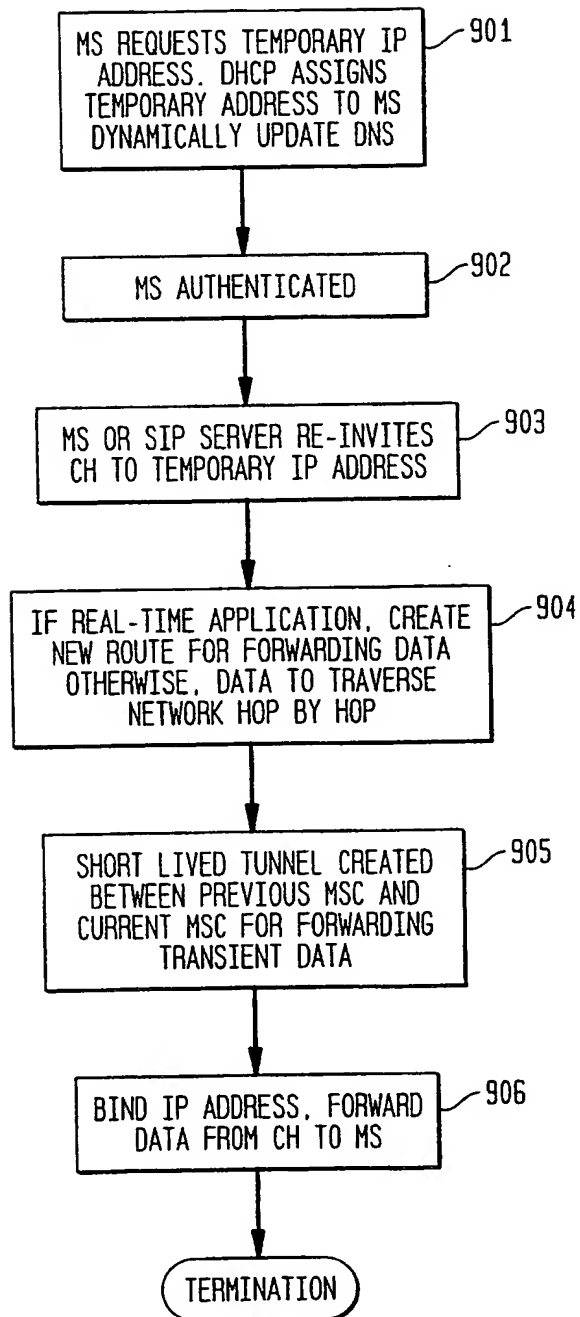 MS REQUESTS TEMPORARY IP
ADDRESS. DHCP ASSIGNS
TEMPORARY ADDRESS TO MS
DYNAMICALLY UPDATE DNS
901
MS AUTHENTICATED
902
MS OR SIP SERVER RE-INVITES
CH TO TEMPORARY IP ADDRESS
903
IF REAL-TIME APPLICATION, CREATE
NEW ROUTE FOR FORWARDING DATA
OTHERWISE, DATA TO TRAVERSE
NETWORK HOP BY HOP
904
SHORT LIVED TUNNEL CREATED
BETWEEN PREVIOUS MSC AND
CURRENT MSC FOR FORWARDING
TRANSIENT DATA
905
BIND IP ADDRESS, FORWARD
DATA FROM CH TO MS
906
TERMINATION